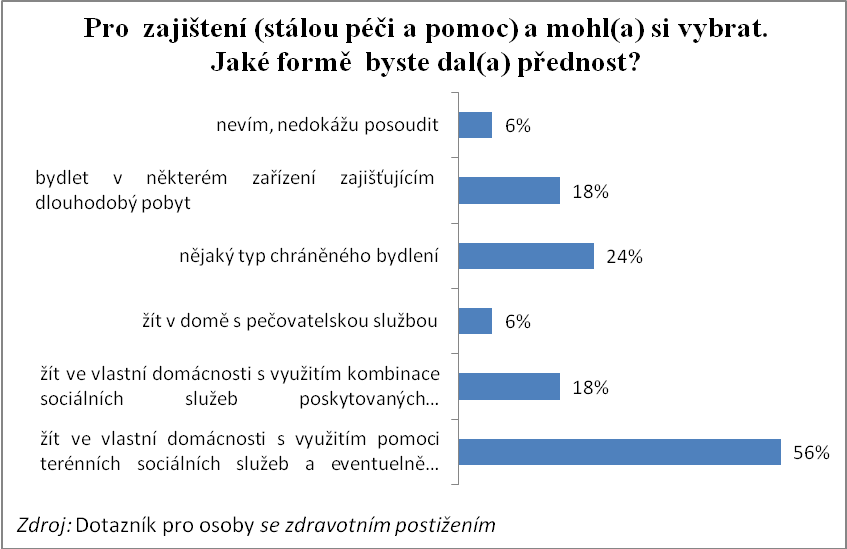 Pro zajištení (stálou péči a pomoc) a mohl(a) si vybrat.
Jaké formě byste dal(a) přednost?
nevím, nedokážu posoudit
6%
bydlet v některém zařízení zajišťujícím
dlouhodobý pobyt
18%
nějaký typ chráněného bydlení
24%
žít v domě s pečovatelskou službou
6%
žít ve vlastní domácnosti s využitím kombinace
sociálních služeb poskytovaných...
18%
žít ve vlastní domácnosti s využitím pomoci
terénních sociálních služeb a eventuelně...
56%
Zdroj: Dotazník pro osoby se zdravotním postižením